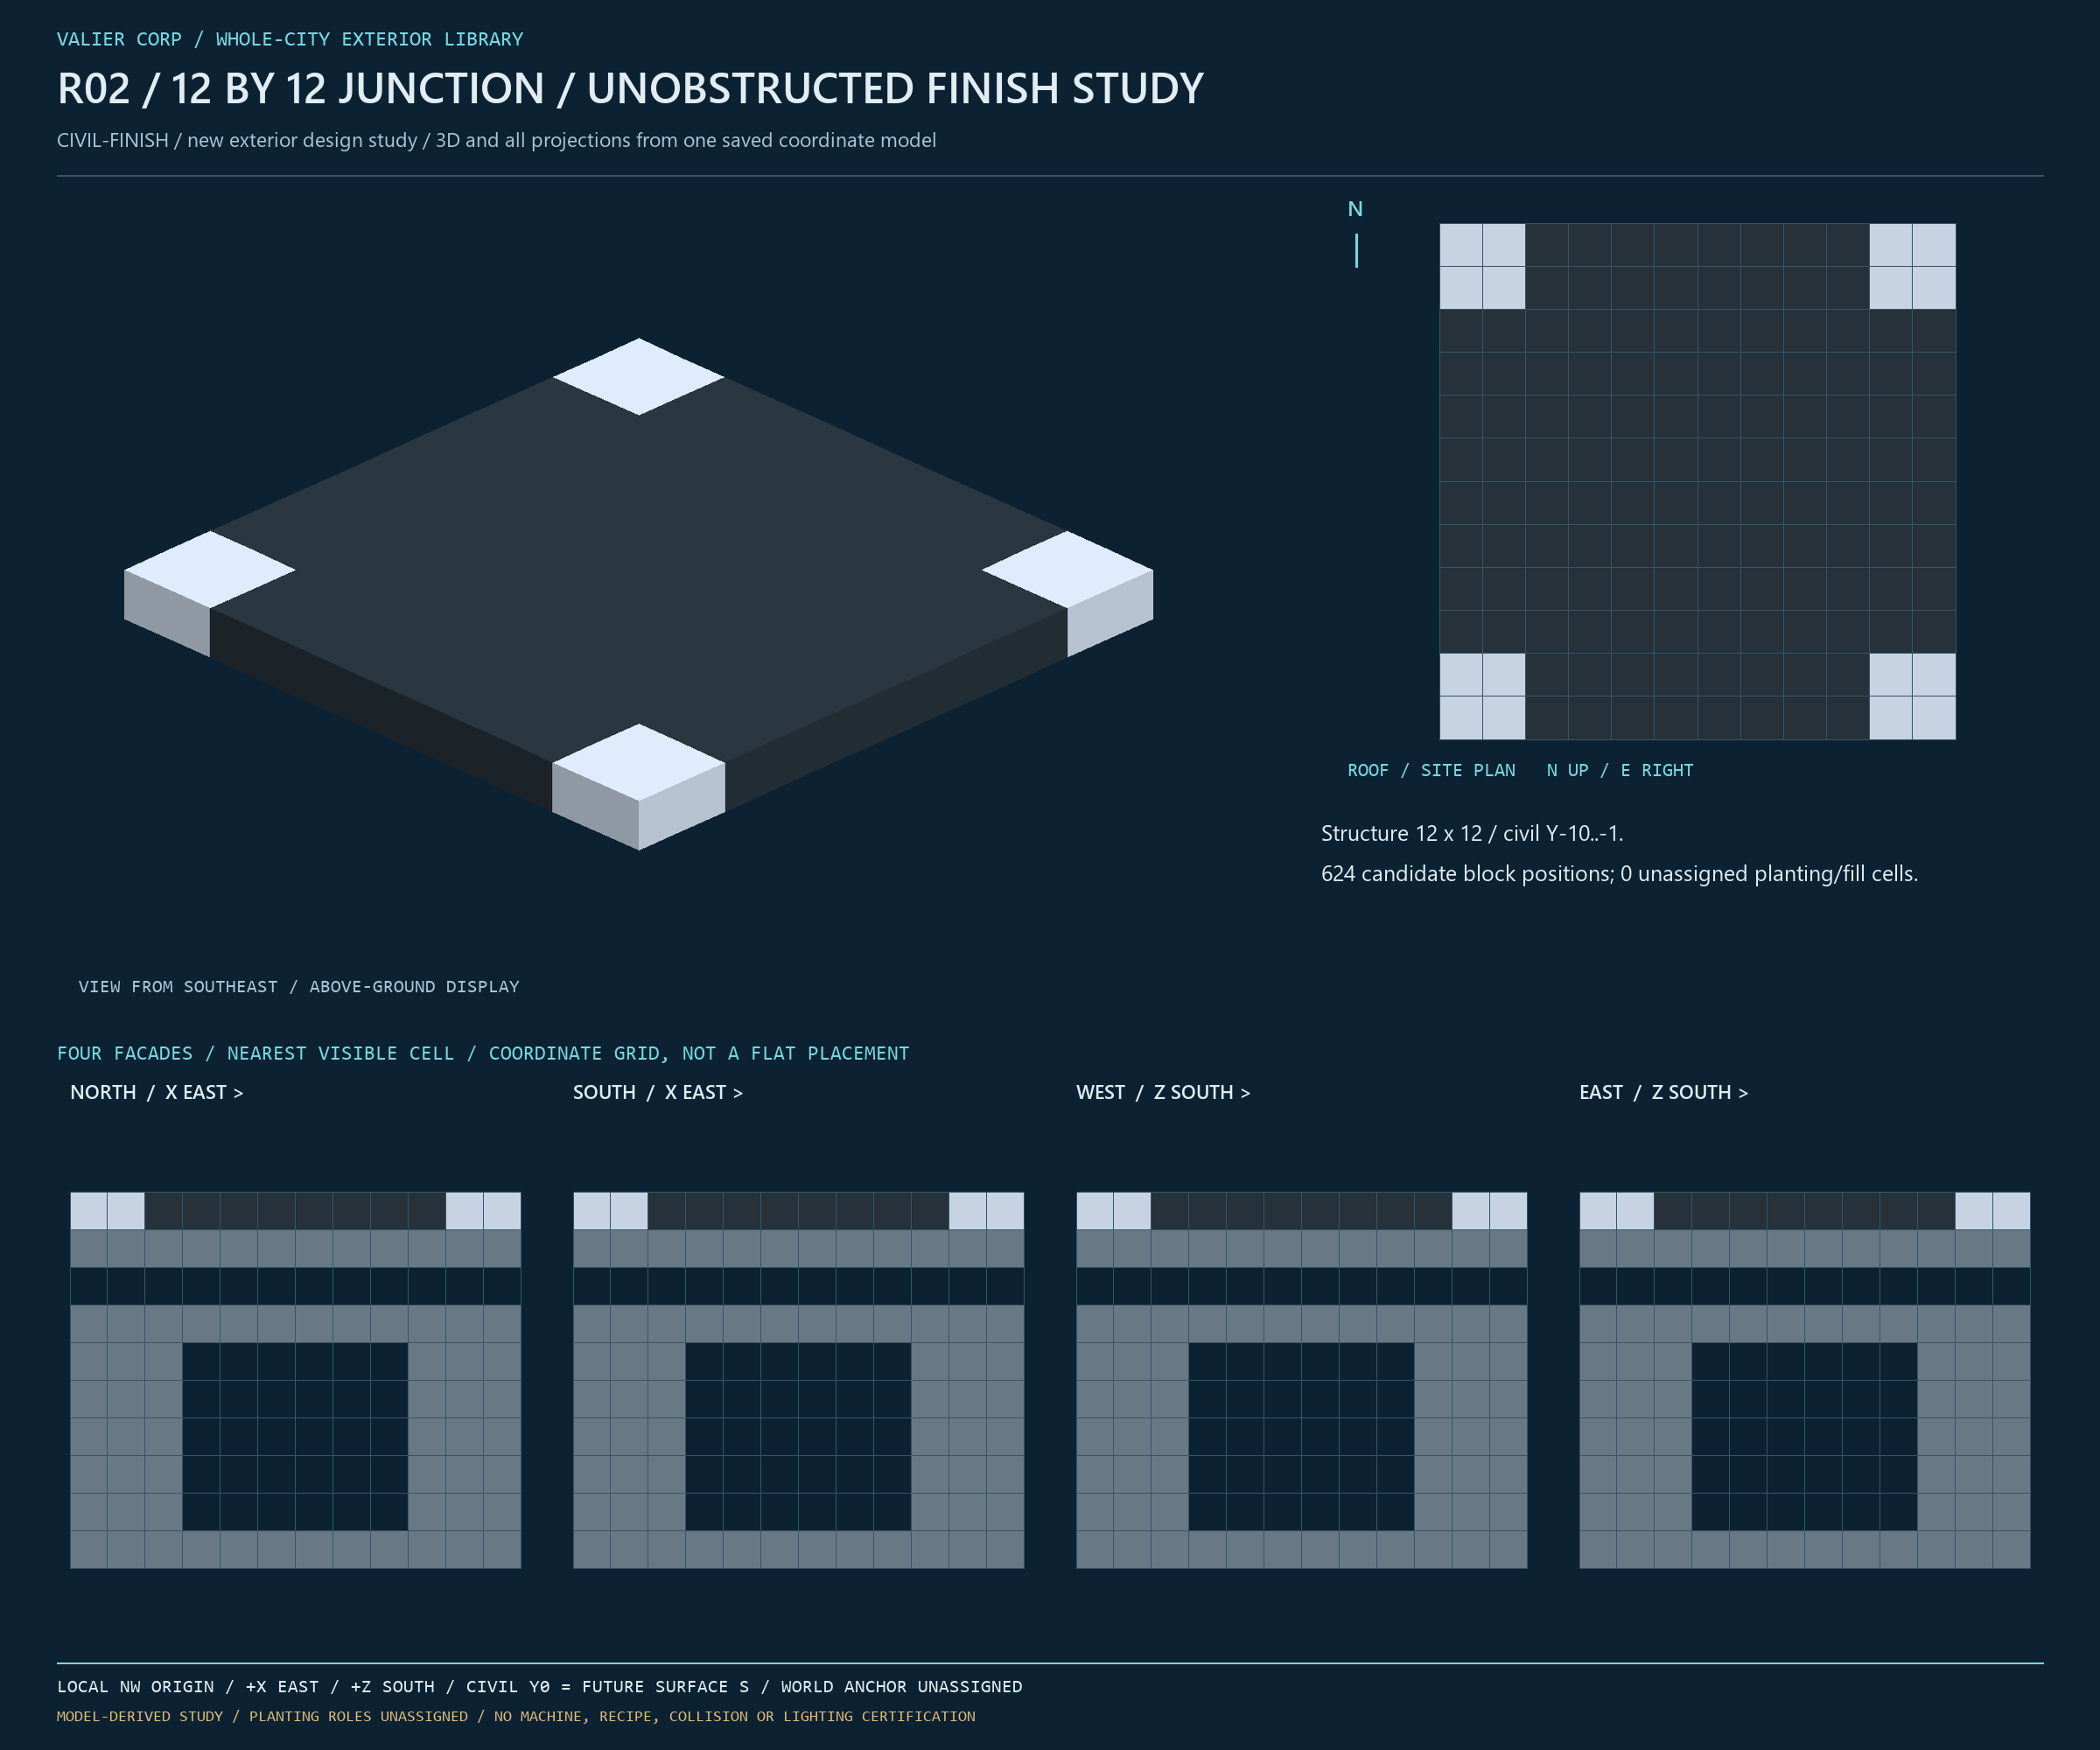 VALIER CORP / WHOLE-CITY EXTERIOR LIBRARY
R02 / 12 BY 12 JUNCTION / UNOBSTRUCTED FINISH STUDY
CIVIL-FINISH / new exterior design study / 3D and all projections from one saved coordinate model
N
ROOF / SITE PLAN   N UP / E RIGHT
Structure 12 x 12 / civil Y-10..-1.
624 candidate block positions; 0 unassigned planting/fill cells.
VIEW FROM SOUTHEAST / ABOVE-GROUND DISPLAY
FOUR FACADES / NEAREST VISIBLE CELL / COORDINATE GRID, NOT A FLAT PLACEMENT
NORTH / X EAST >
SOUTH / X EAST >
WEST / Z SOUTH >
EAST / Z SOUTH >
LOCAL NW ORIGIN / +X EAST / +Z SOUTH / CIVIL Y0 = FUTURE SURFACE S / WORLD ANCHOR UNASSIGNED
MODEL-DERIVED STUDY / PLANTING ROLES UNASSIGNED / NO MACHINE, RECIPE, COLLISION OR LIGHTING CERTIFICATION